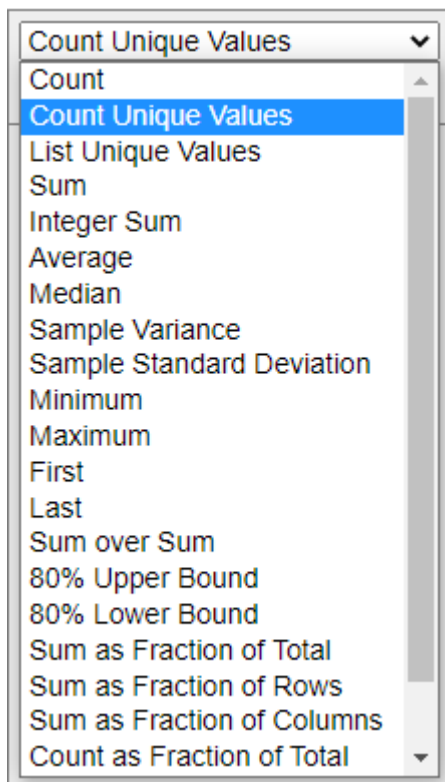 Count Unique Values
Count
Count Unique Values
List Unique Values
Sum
Integer Sum
Average
Median
Sample Variance
Sample Standard Deviation
Minimum
Maximum
First
Last
Sum over Sum
80% Upper Bound
80% Lower Bound
Sum as Fraction of Total
Sum as Fraction of Rows
Sum as Fraction of Columns
Count as Fraction of Total